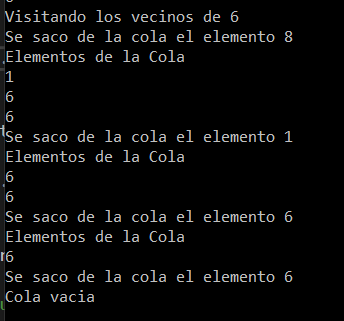 Visitando los vecinos de 6
Se saco de la cola el elemento 8
Elementos de la Cola
1
6
6
Se saco de la cola el elemento 1
Elementos de la Cola
6
6
Se saco de la cola el elemento 6
Elementos de la Cola
6
Se saco de la cola el elemento 6
Cola vacia